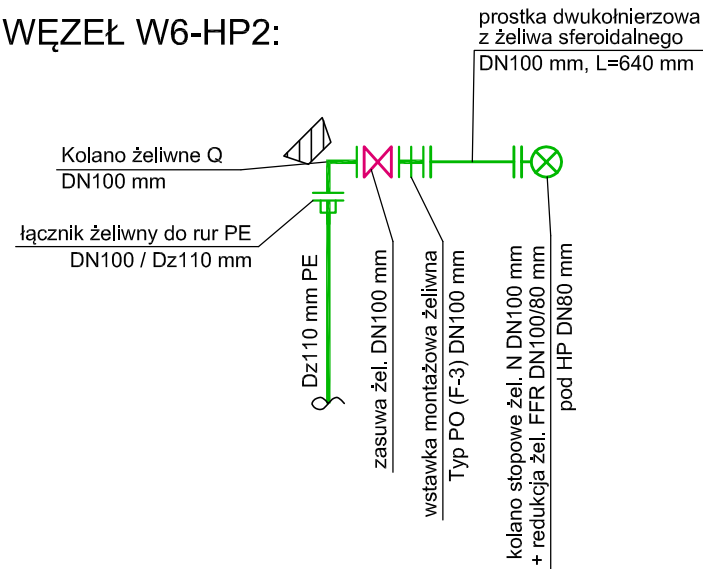 WĘZEŁ W6-HP2:
prostka dwukołnierzowa
z żeliwa sferoidalnego
DN100 mm, L=640 mm
Kolano żeliwne Q
DN100 mm
łącznik żeliwny do rur PE
DN100 / Dz110 mm
Dz110 mm PE
zasuwa żel. DN100 mm
wstawka montażowa żeliwna
Typ PO (F-3) DN100 mm
kolano stopowe żel. N DN100 mm
+ redukcja żel. FFR DN100/80 mm
pod HP DN80 mm